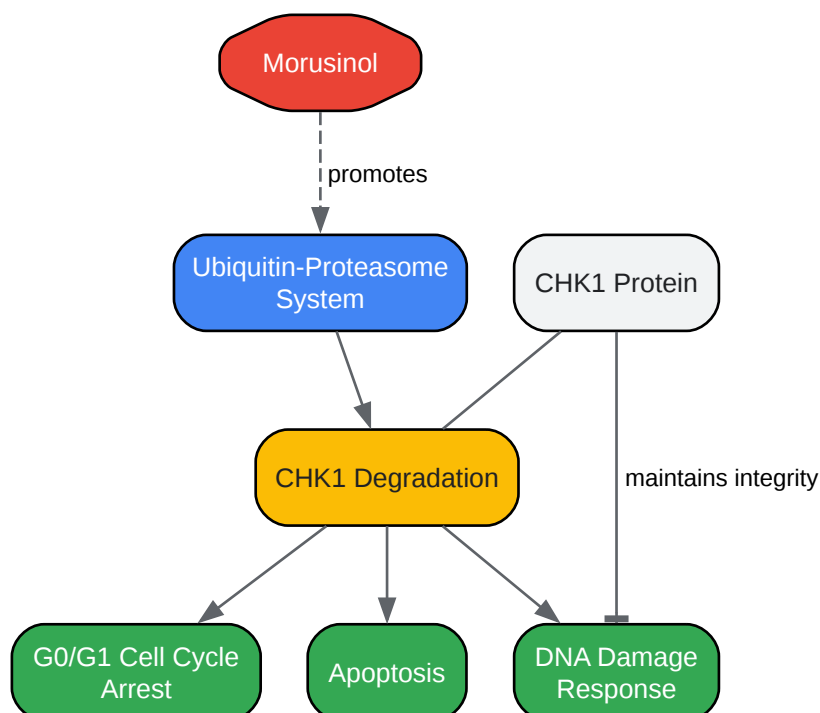 Morusinol
promotes
Ubiquitin-Proteasome
System
CHK1 Protein
CHK1 Degradation
maintains integrity
G0/G1 Cell Cycle
Arrest
Apoptosis
DNA Damage
Response